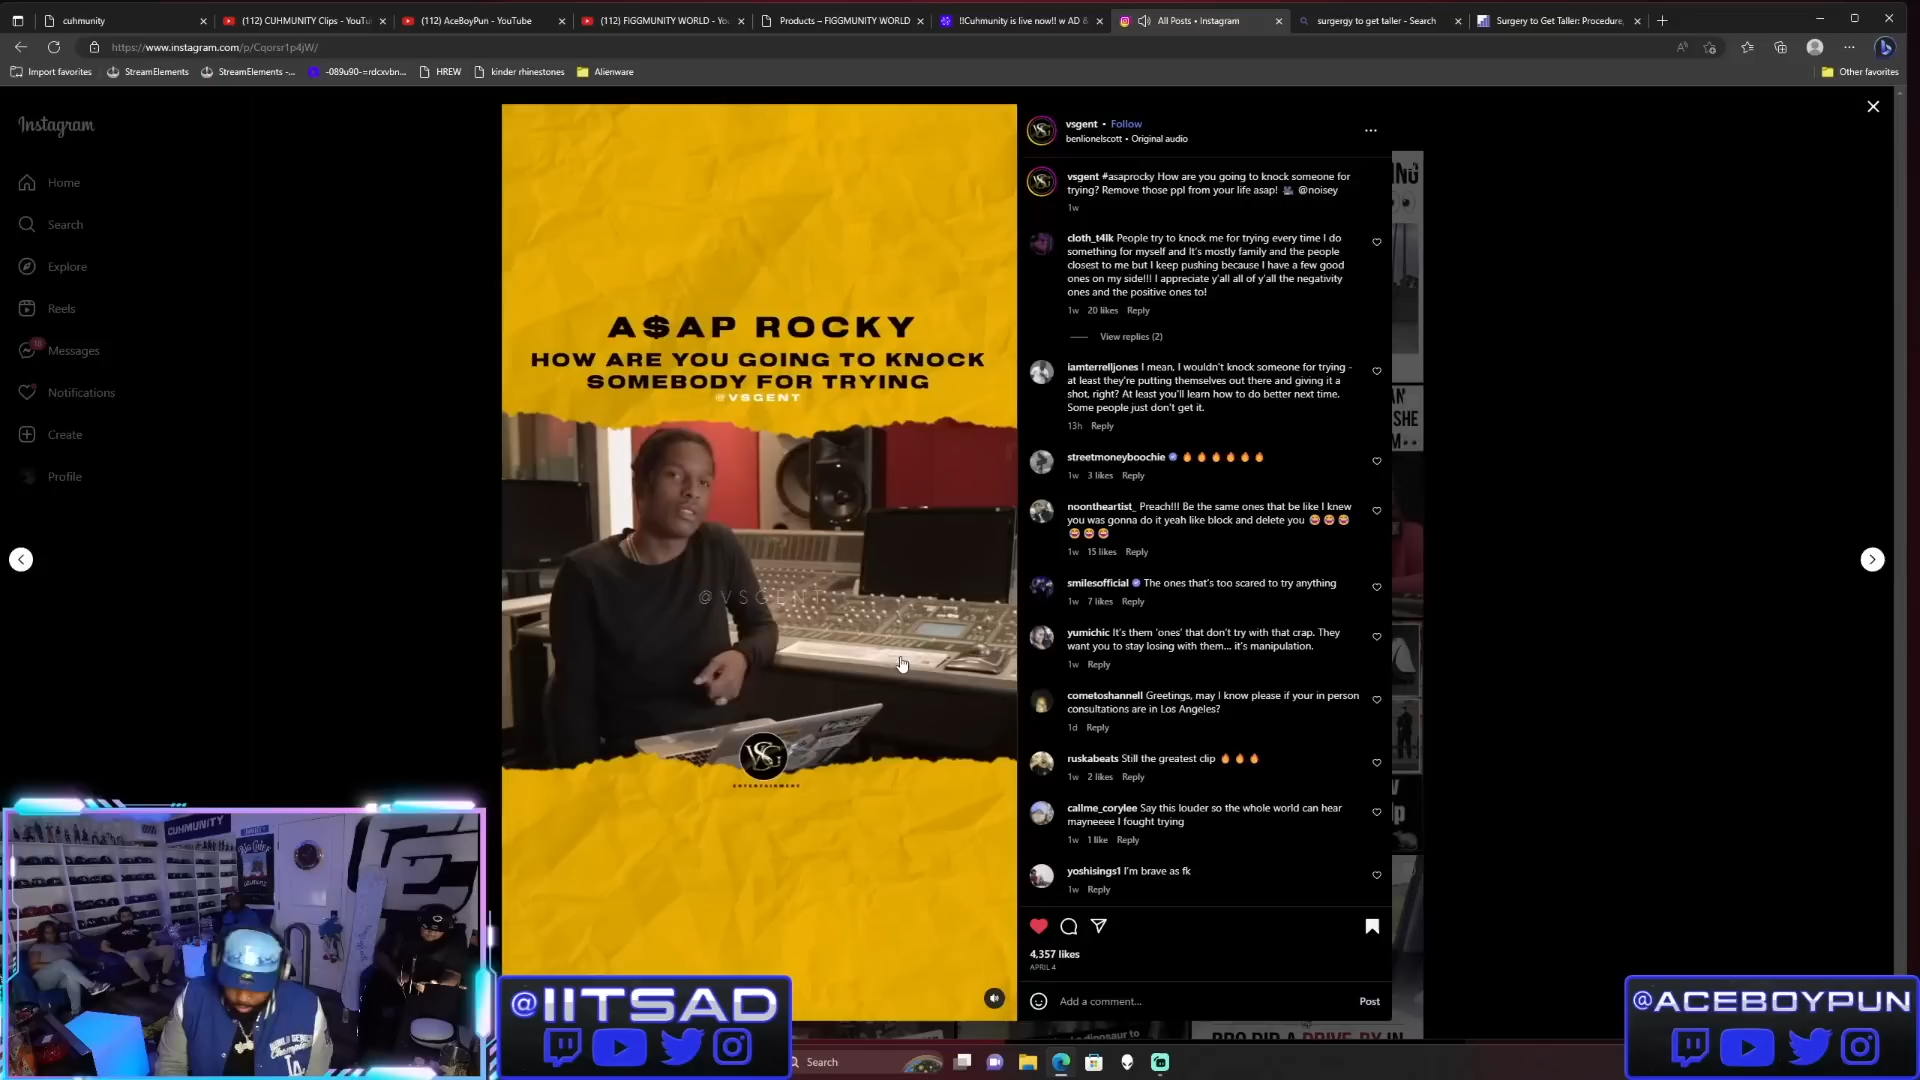 cuhmunity
(112) CUHMUNITY Clips - YouTu
(112) AceBoyPun - YouTube
(112) FIGGMUNITY WORLD - Yo
Products – FIGGMUNITY WORLD
!!Cuhmunity is live now!! w AD &
All Posts • Instagram
surgergy to get taller - Search
Surgery to Get Taller: Procedure,
https://www.instagram.com/p/Cqorsr1p4jW/
Import favorites
StreamElements
StreamElements -...
-089u90-=rdcxvbn...
HREW
kinder rhinestones
Alienware
Other favorites
Instagram
Home
Search
Explore
Reels
18
Messages
Notifications
Create
Profile
A$AP ROCKY
HOW ARE YOU GOING TO KNOCK
SOMEBODY FOR TRYING
@VSGENT
@VSGENT
VSG
ENTERTAINMENT
vsgent • Follow
benlionelscott • Original audio
vsgent #asaprocky How are you going to knock someone for
trying? Remove those ppl from your life asap! 🎥 @noisey
1w
cloth_t4lk People try to knock me for trying every time I do
something for myself and It's mostly family and the people
closest to me but I keep pushing because I have a few good
ones on my side!!! I appreciate y'all all of y'all the negativity
ones and the positive ones to!
1w 20 likes Reply
View replies (2)
iamterrelljones I mean, I wouldn't knock someone for trying -
at least they're putting themselves out there and giving it a
shot, right? At least you'll learn how to do better next time.
Some people just don't get it.
13h Reply
streetmoneyboochie 🔥🔥🔥🔥🔥🔥
1w 3 likes Reply
noontheartist_ Preach!!! Be the same ones that be like I knew
you was gonna do it yeah like block and delete you 😂😂😂
😂😂😂
1w 15 likes Reply
smilesofficial The ones that's too scared to try anything
1w 7 likes Reply
yumichic It's them 'ones' that don't try with that crap. They
want you to stay losing with them... it's manipulation.
1w Reply
cometoshannell Greetings, may I know please if your in person
consultations are in Los Angeles?
1d Reply
ruskabeats Still the greatest clip 🔥🔥🔥
1w 2 likes Reply
callme_corylee Say this louder so the whole world can hear
mayneeee I fought trying
1w 1 like Reply
yoshisings1 I'm brave as fk
1w Reply
4,357 likes
APRIL 4
Add a comment...
Post
CUHMUNITY
@IITSAD
@ACEBOYPUN
Search